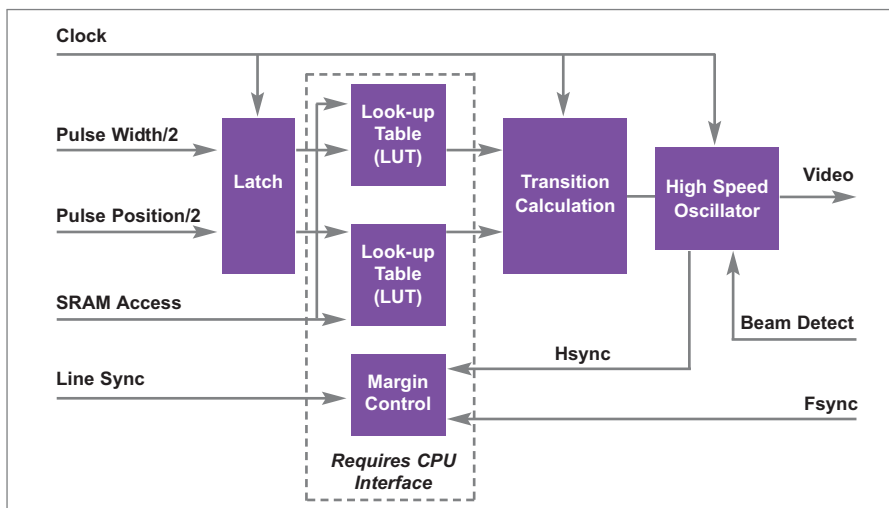 Clock
Pulse Width/2
Pulse Position/2
SRAM Access
Line Sync
Latch
Look-up
Table
(LUT)
Look-up
Table
(LUT)
Margin
Control
Requires CPU
Interface
Transition
Calculation
High Speed
Oscillator
Video
Beam Detect
Hsync
Fsync